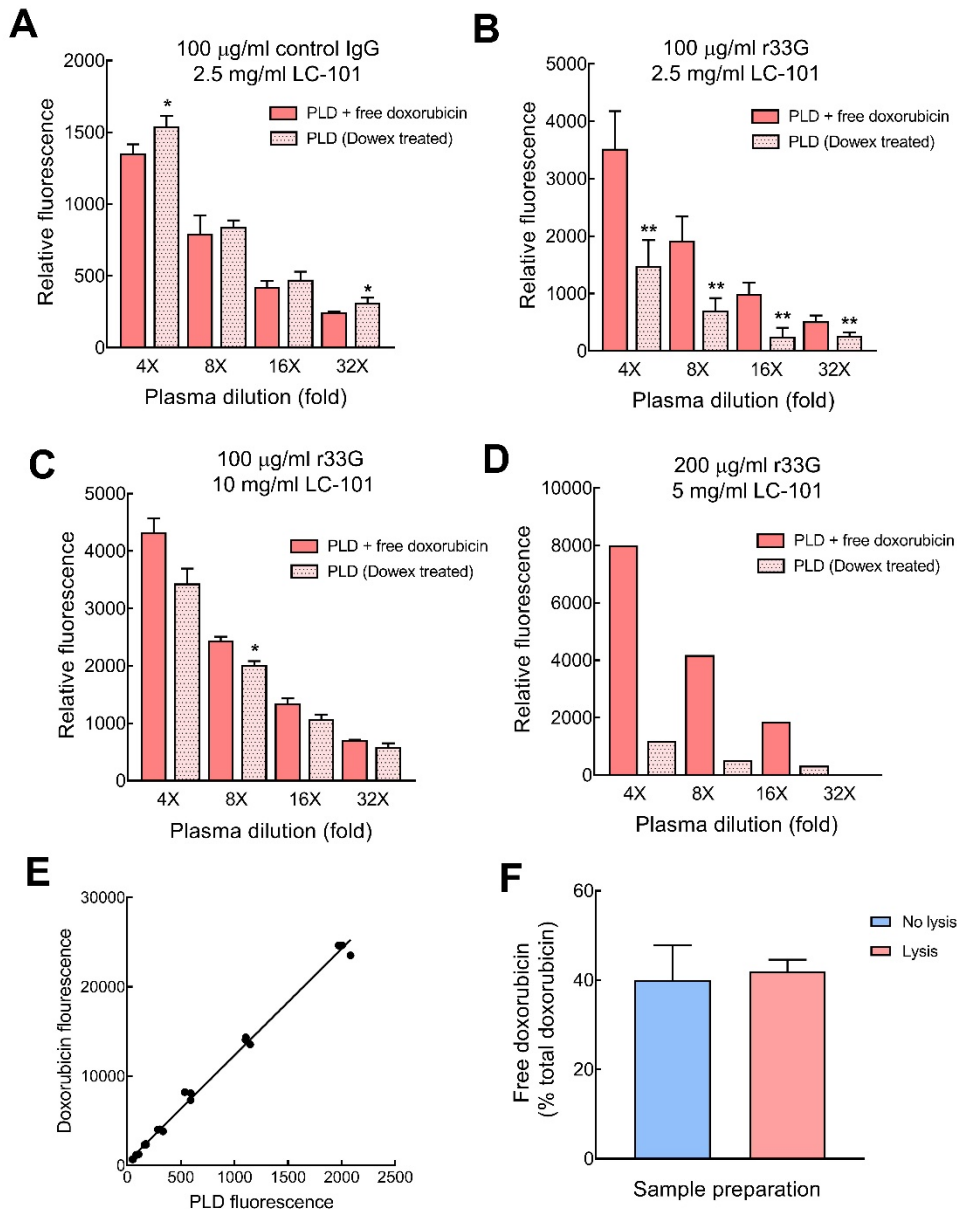 A
100 μg/ml control IgG
2.5 mg/ml LC-101
2000
1500
1000
500
0
Relative fluorescence
PLD + free doxorubicin
PLD (Dowex treated)
*
*
4X 8X 16X 32X
Plasma dilution (fold)
B
100 μg/ml r33G
2.5 mg/ml LC-101
5000
4000
3000
2000
1000
0
Relative fluorescence
PLD + free doxorubicin
PLD (Dowex treated)
**
**
**
**
4X 8X 16X 32X
Plasma dilution (fold)
C
100 μg/ml r33G
10 mg/ml LC-101
5000
4000
3000
2000
1000
0
Relative fluorescence
PLD + free doxorubicin
PLD (Dowex treated)
*
4X 8X 16X 32X
Plasma dilution (fold)
D
200 μg/ml r33G
5 mg/ml LC-101
10000
8000
6000
4000
2000
0
Relative fluorescence
PLD + free doxorubicin
PLD (Dowex treated)
4X 8X 16X 32X
Plasma dilution (fold)
E
30000
20000
10000
0
Doxorubicin flourescence
0 500 1000 1500 2000 2500
PLD fluorescence
F
60
40
20
0
Free doxorubicin
(% total doxorubicin)
No lysis
Lysis
Sample preparation